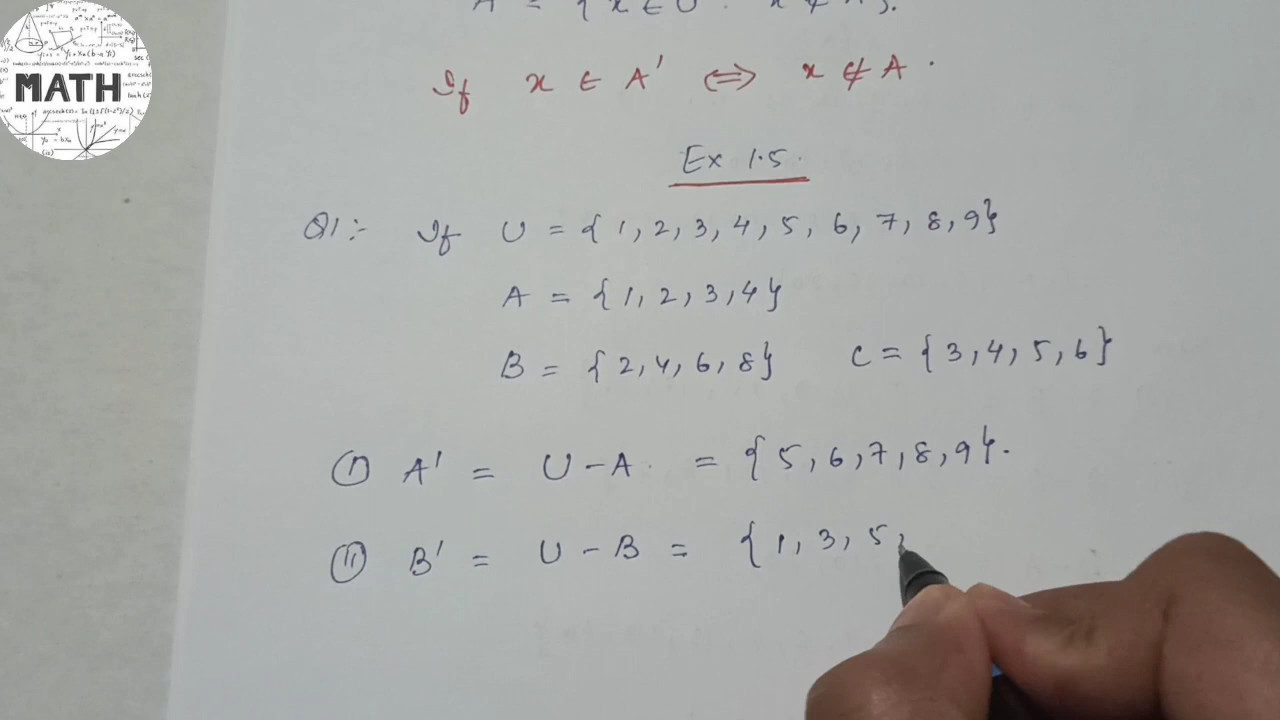 MATH
If x ∈ A' ⟺ x ∉ A .
Ex 1.5.
Q1:- If U = { 1, 2, 3, 4, 5, 6, 7, 8, 9}
A = {1, 2, 3, 4}
B = { 2, 4, 6, 8} C = { 3, 4, 5, 6 }
(i) A' = U - A = { 5, 6, 7, 8, 9}.
(ii) B' = U - B = { 1, 3, 5,